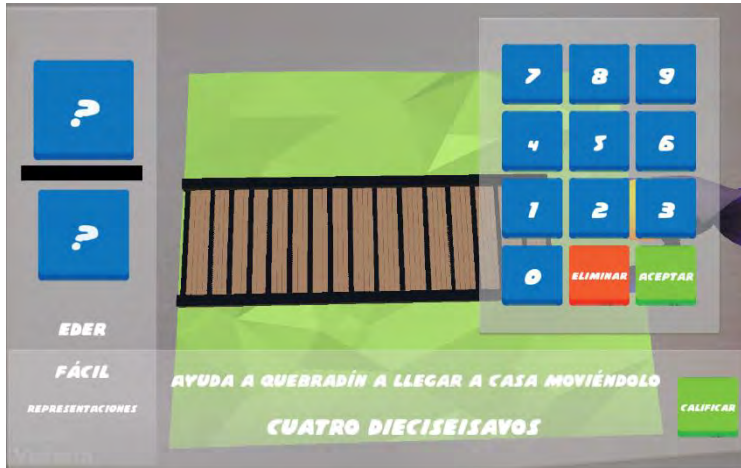 ?
?
7 8 9
4 5 6
1 2 3
0 ELIMINAR ACEPTAR
EDER
FÁCIL
REPRESENTACIONES
AYUDA A QUEBRADÍN A LLEGAR A CASA MOVIÉNDOLO
CUATRO DIECISEISAVOS
CALIFICAR